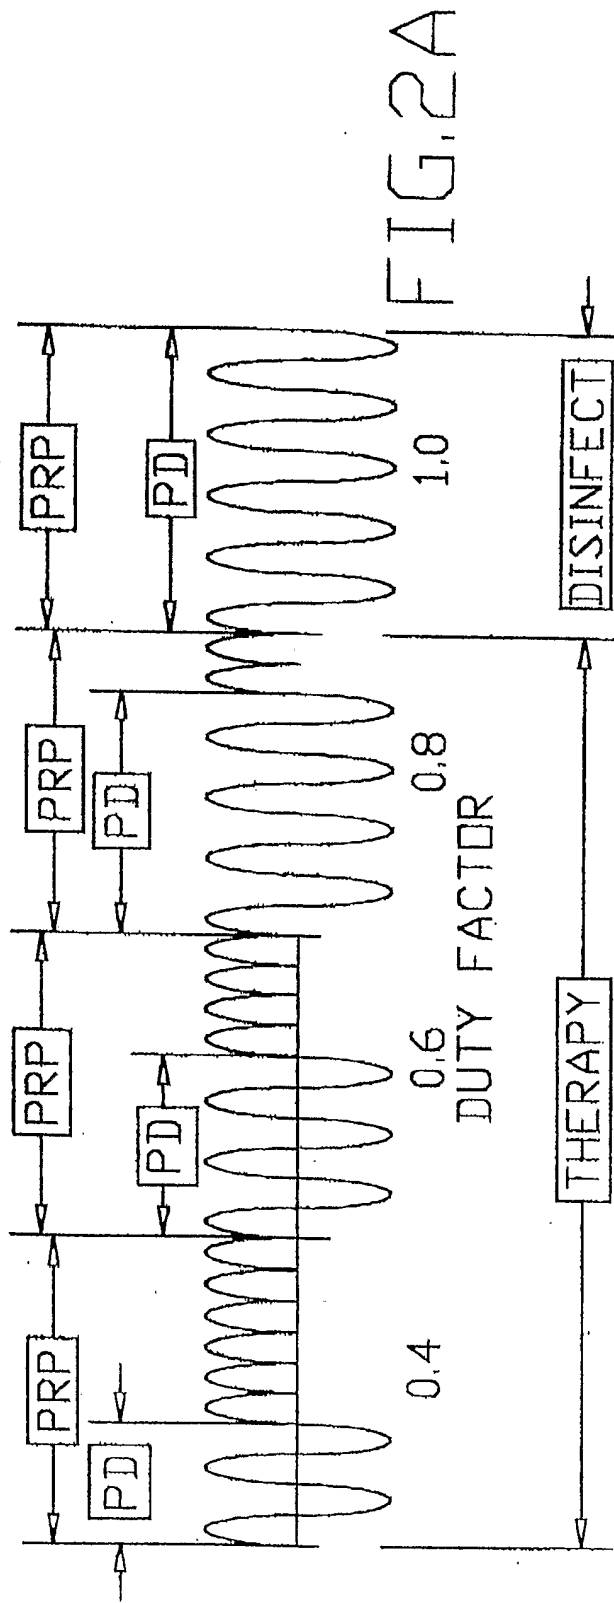 PRP
PRP
PRP
PRP
PD
PD
PD
PD
0.4
0.6
0.8
1.0
DUTY FACTOR
THERAPY
DISINFECT
FIG.2A